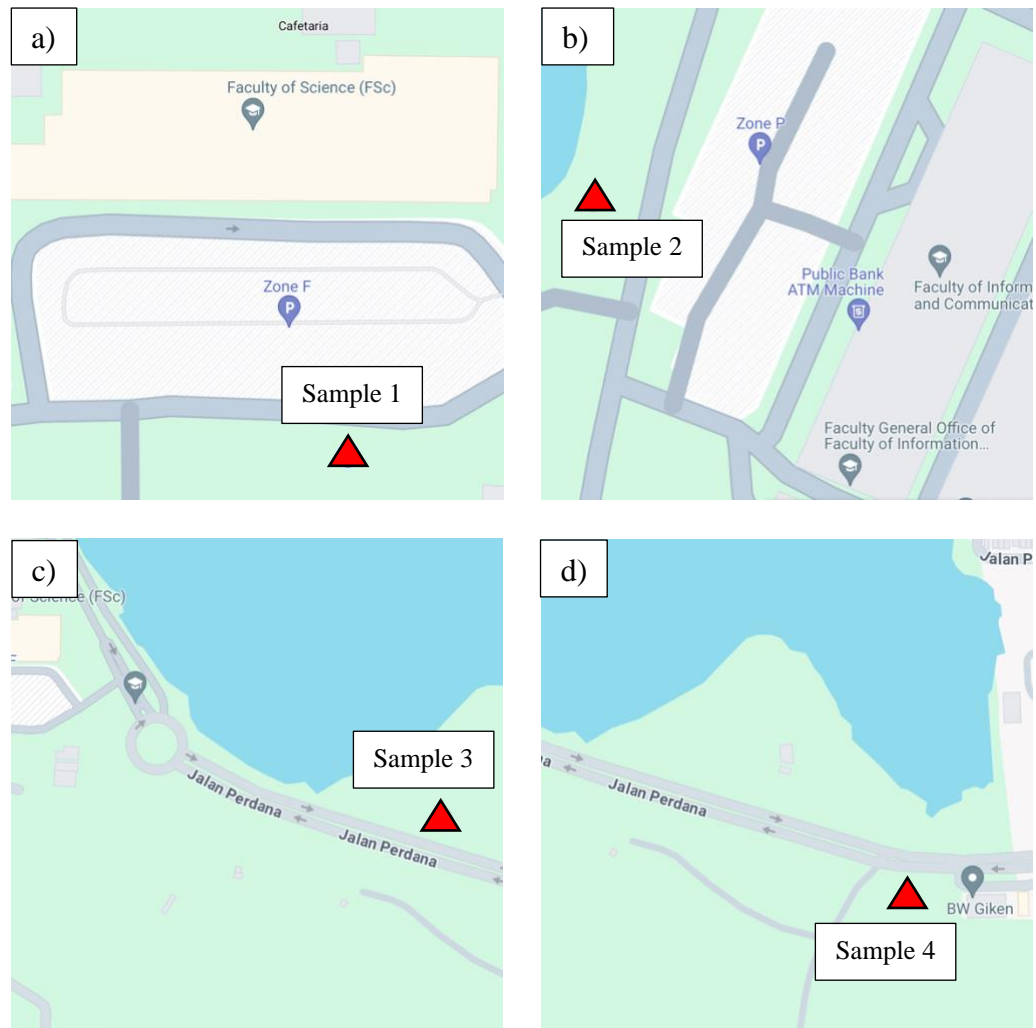 a)
Cafetaria
Faculty of Science (FSc)
Zone F
P
Sample 1
b)
Zone P
P
Sample 2
Public Bank
ATM Machine
$
Faculty of Inform
and Communicat
Faculty General Office of
Faculty of Information...
c)
of Science (FSc)
F
Sample 3
Jalan Perdana
Jalan Perdana
d)
Jalan P
na
Jalan Perdana
BW Giken
Sample 4